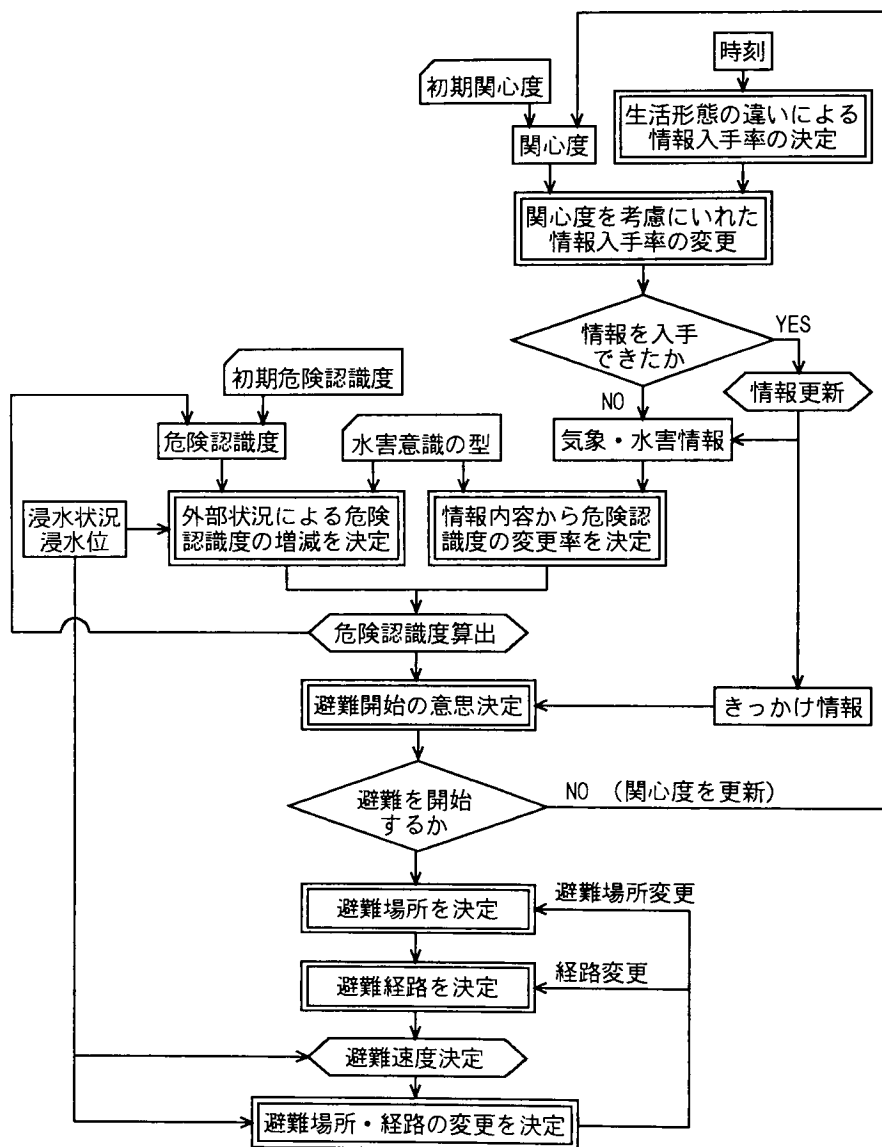 時刻
初期関心度
生活形態の違いによる
情報入手率の決定
関心度
関心度を考慮にいれた
情報入手率の変更
情報を入手
できたか
YES
NO
情報更新
初期危険認識度
危険認識度
水害意識の型
気象・水害情報
浸水状況
浸水位
外部状況による危険
認識度の増減を決定
情報内容から危険認
識度の変更率を決定
危険認識度算出
避難開始の意思決定
きっかけ情報
避難を開始
するか
NO (関心度を更新)
避難場所を決定
避難場所変更
避難経路を決定
経路変更
避難速度決定
避難場所・経路の変更を決定